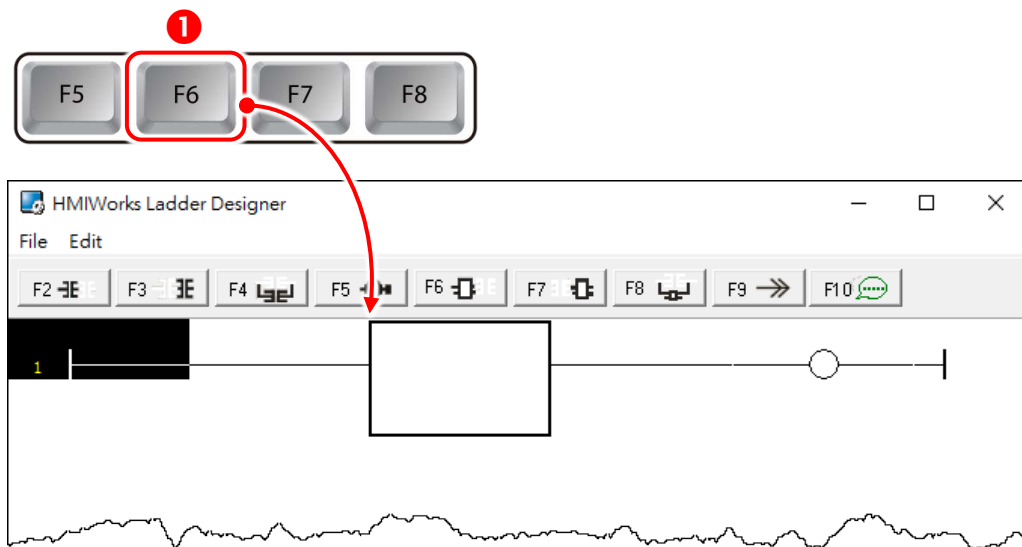 1
F5 F6 F7 F8
HMIWorks Ladder Designer
File Edit
F2 F3 F4 F5 F6 F7 F8 F9 F10
1